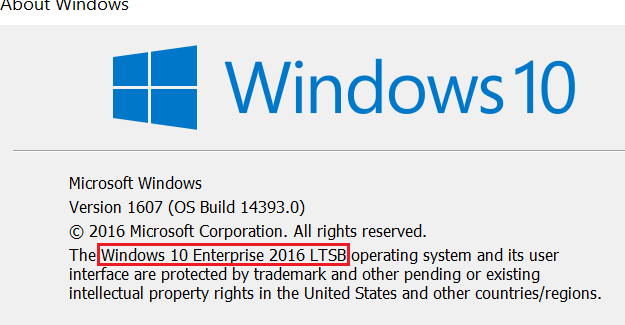 About Windows
Windows 10
Microsoft Windows
Version 1607 (OS Build 14393.0)
© 2016 Microsoft Corporation. All rights reserved.
The Windows 10 Enterprise 2016 LTSB operating system and its user
interface are protected by trademark and other pending or existing
intellectual property rights in the United States and other countries/regions.